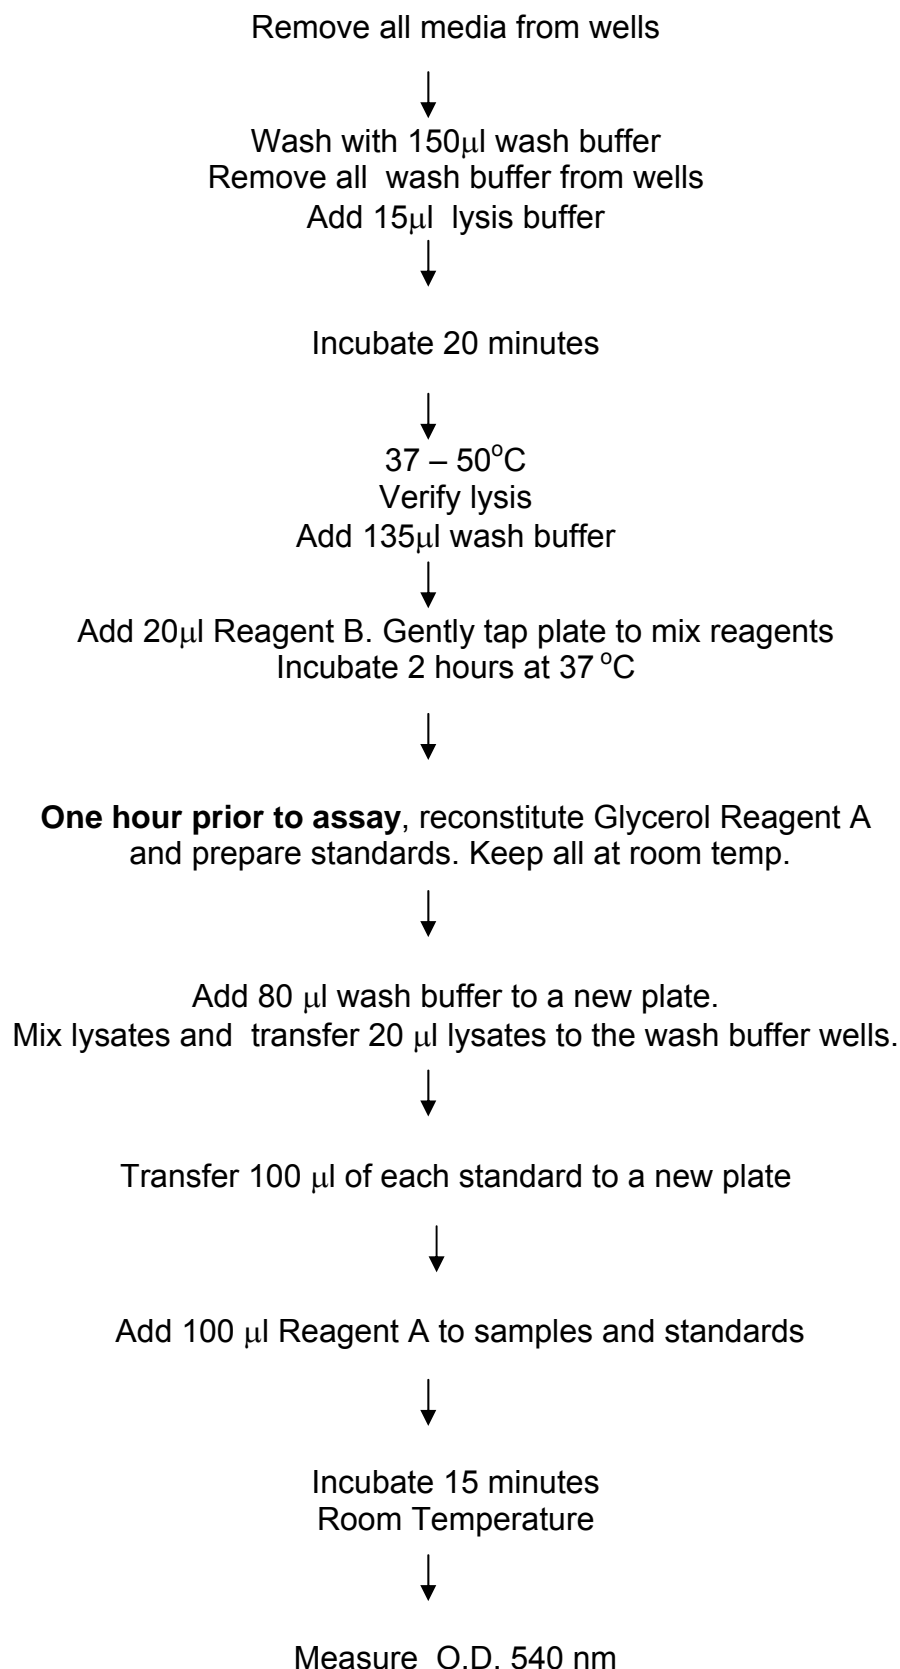 Remove all media from wells
Wash with 150µl wash buffer
Remove all wash buffer from wells
Add 15µl lysis buffer
Incubate 20 minutes
37 – 50°C
Verify lysis
Add 135µl wash buffer
Add 20µl Reagent B. Gently tap plate to mix reagents
Incubate 2 hours at 37 °C
One hour prior to assay, reconstitute Glycerol Reagent A
and prepare standards. Keep all at room temp.
Add 80 µl wash buffer to a new plate.
Mix lysates and transfer 20 µl lysates to the wash buffer wells.
Transfer 100 µl of each standard to a new plate
Add 100 µl Reagent A to samples and standards
Incubate 15 minutes
Room Temperature
Measure O.D. 540 nm